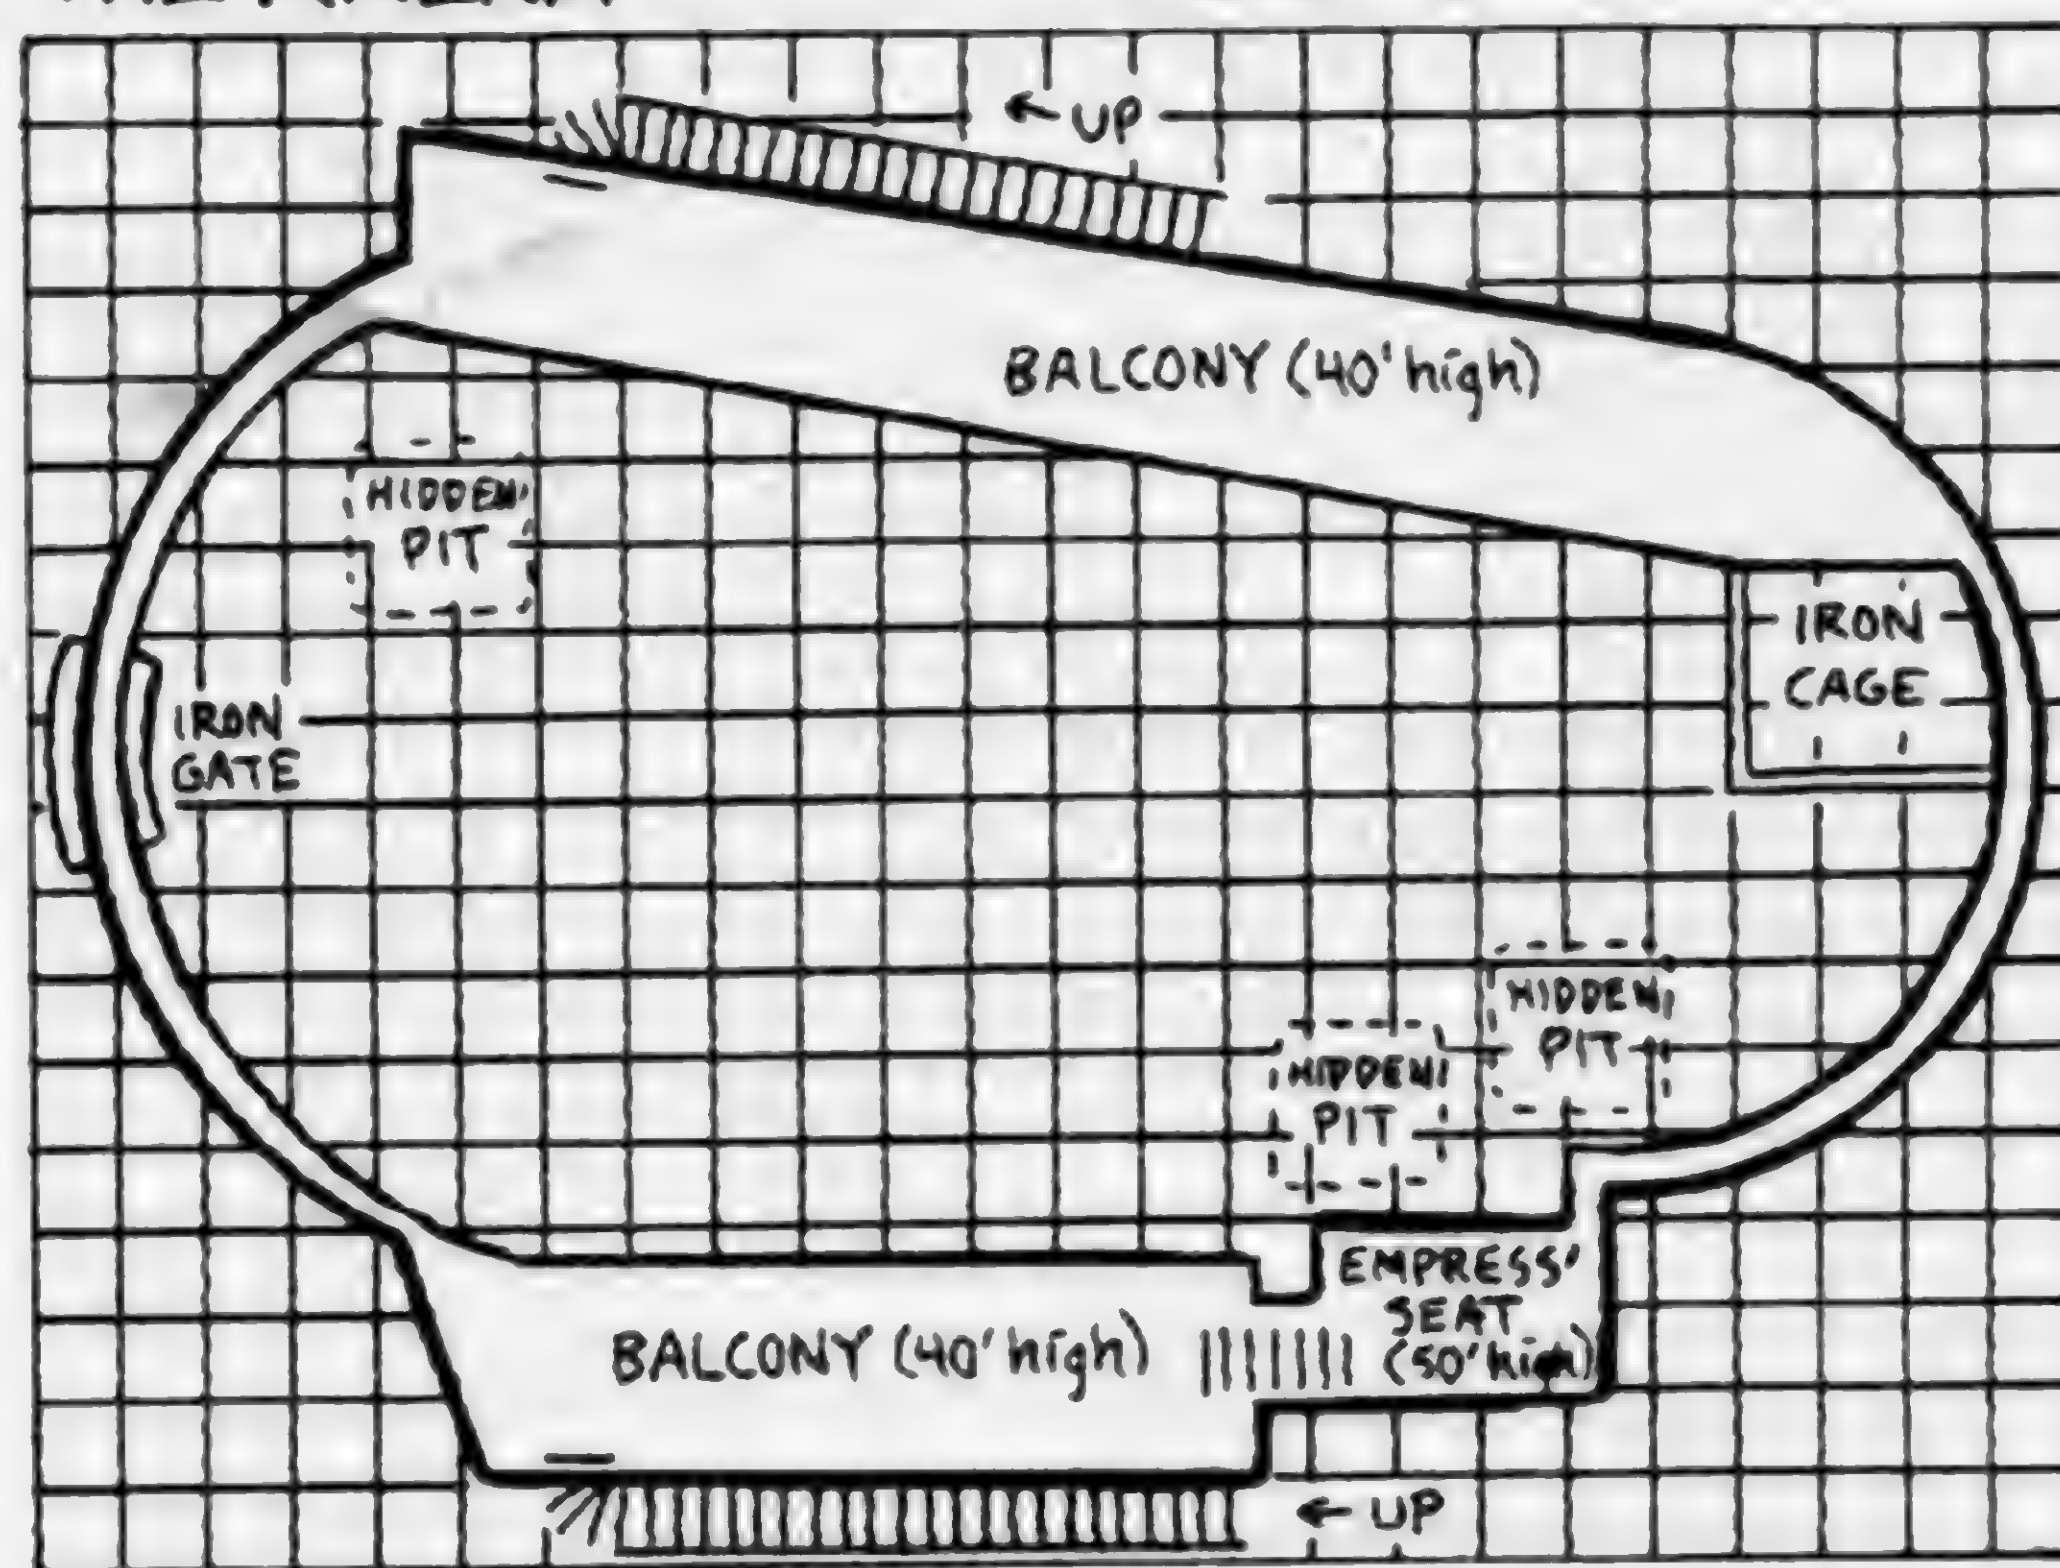 ← UP
BALCONY (40' high)
HIDDEN
PIT
IRON
CAGE
IRON
GATE
HIDDEN
PIT
HIDDEN
PIT
EMPRESS'
SEAT
(50' high)
BALCONY (40' high)
← UP